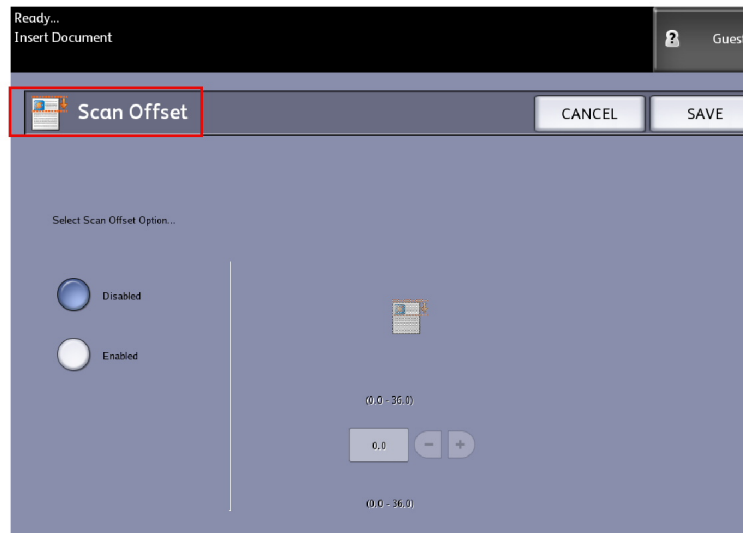 Ready...
Insert Document
Guest
Scan Offset
CANCEL
SAVE
Select Scan Offset Option...
Disabled
Enabled
(0.0 - 36.0)
0.0
- +
(0.0 - 36.0)